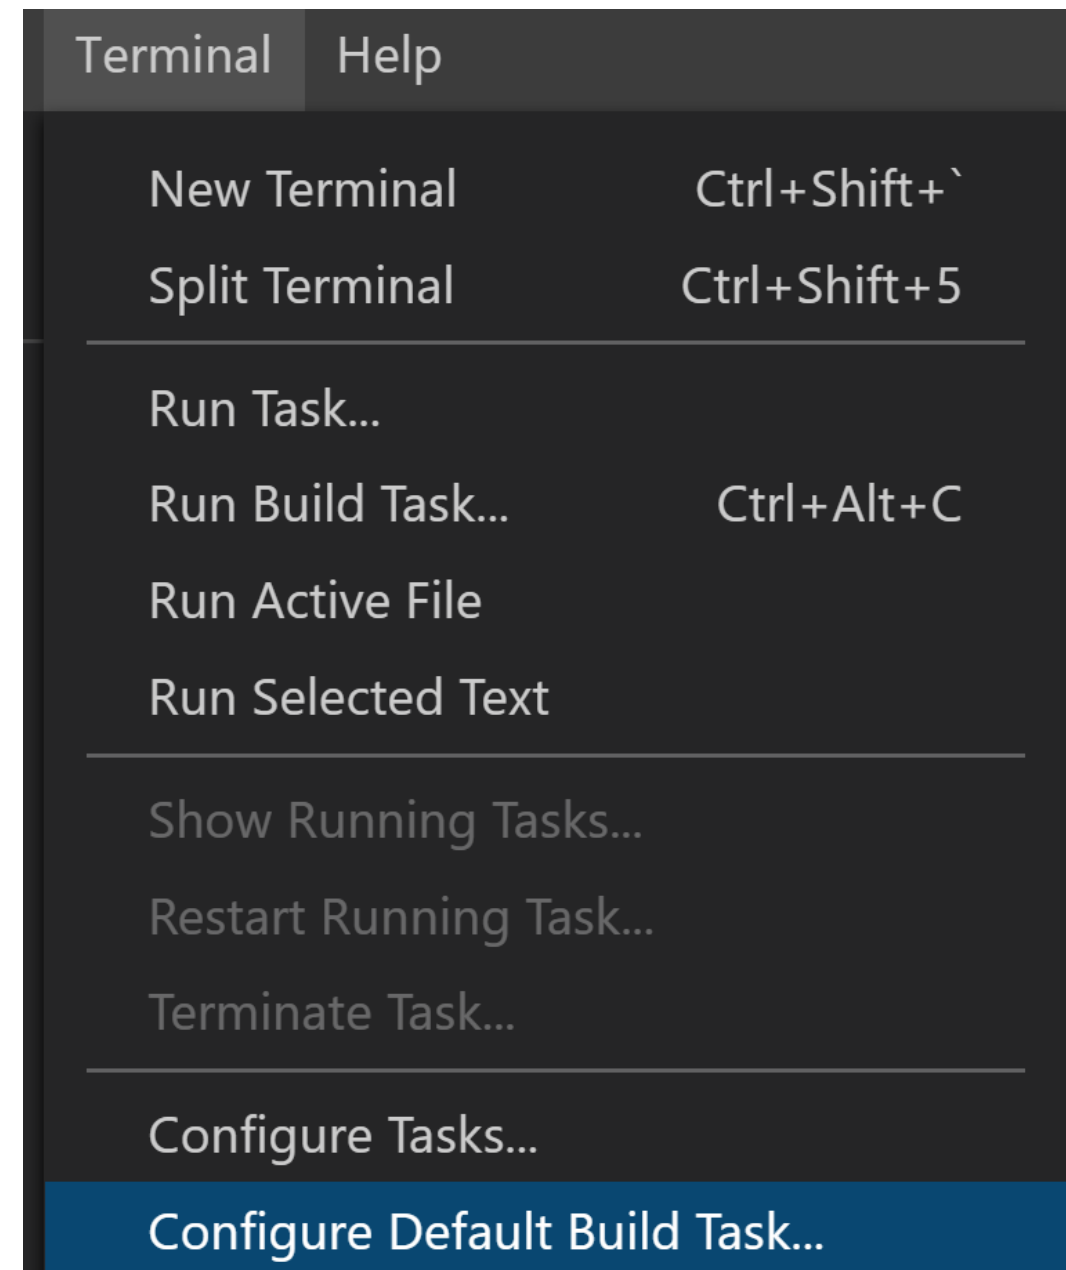 Terminal Help
New Terminal Ctrl+Shift+`
Split Terminal Ctrl+Shift+5
Run Task...
Run Build Task... Ctrl+Alt+C
Run Active File
Run Selected Text
Show Running Tasks...
Restart Running Task...
Terminate Task...
Configure Tasks...
Configure Default Build Task...